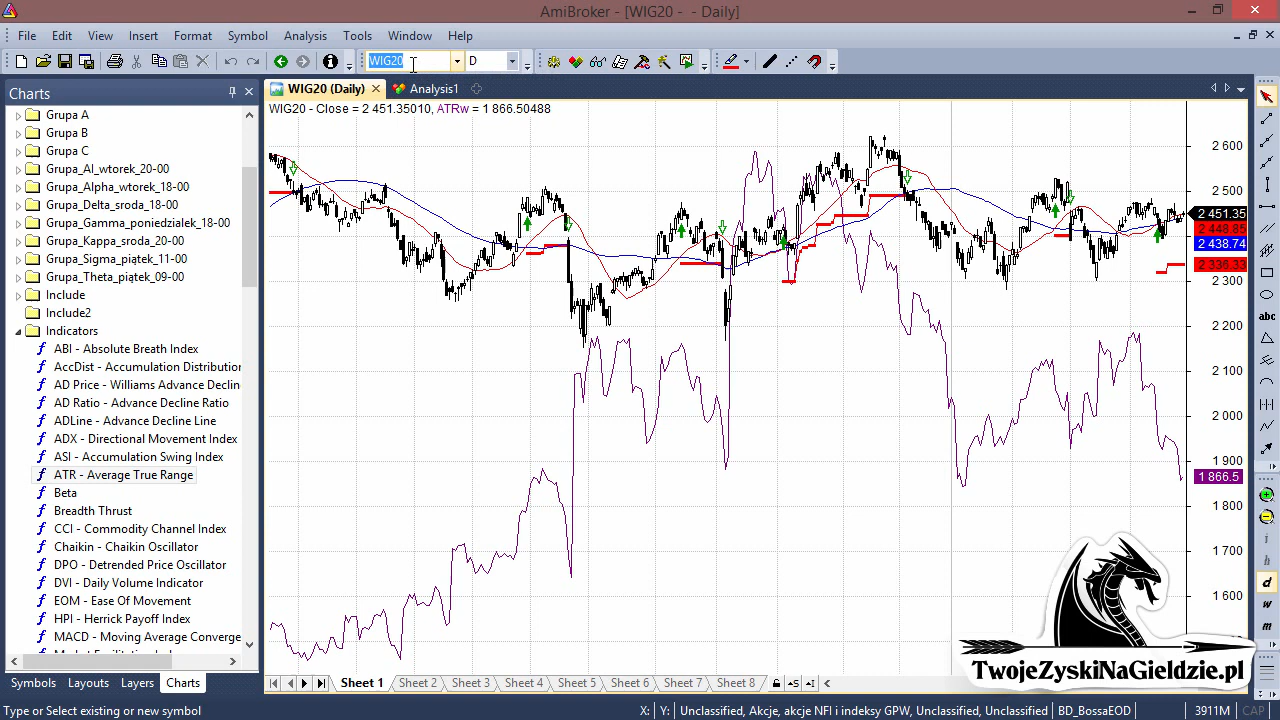 AmiBroker - [WIG20 - - Daily]
File Edit View Insert Format Symbol Analysis Tools Window Help
WIG20 D
Charts
WIG20 (Daily) Analysis1
WIG20 - Close = 2 451.35010, ATRw = 1 866.50488
Grupa A
Grupa B
Grupa C
Grupa_AI_wtorek_20-00
Grupa_Alpha_wtorek_18-00
Grupa_Delta_sroda_18-00
Grupa_Gamma_poniedzialek_18-00
Grupa_Kappa_sroda_20-00
Grupa_Sigma_piątek_11-00
Grupa_Theta_piątek_09-00
Include
Include2
Indicators
ABI - Absolute Breath Index
AccDist - Accumulation Distribution
AD Price - Williams Advance Declin
AD Ratio - Advance Decline Ratio
ADLine - Advance Decline Line
ADX - Directional Movement Index
ASI - Accumulation Swing Index
ATR - Average True Range
Beta
Breadth Thrust
CCI - Commodity Channel Index
Chaikin - Chaikin Oscillator
DPO - Detrended Price Oscillator
DVI - Daily Volume Indicator
EOM - Ease Of Movement
HPI - Herrick Payoff Index
MACD - Moving Average Converge
2 600
2 500
2 451.35
2 448.85
2 438.74
2 336.33
2 300
2 200
2 100
2 000
1 900
1 866.5
1 800
1 700
1 600
abc
i
h
d
w
m
TwojeZyskiNaGieldzie.pl
Symbols Layouts Layers Charts
Sheet 1 Sheet 2 Sheet 3 Sheet 4 Sheet 5 Sheet 6 Sheet 7 Sheet 8
Type or Select existing or new symbol X: Y: Unclassified, Akcje, akcje NFI i indeksy GPW, Unclassified, Unclassified BD_BossaEOD 3911M CAP